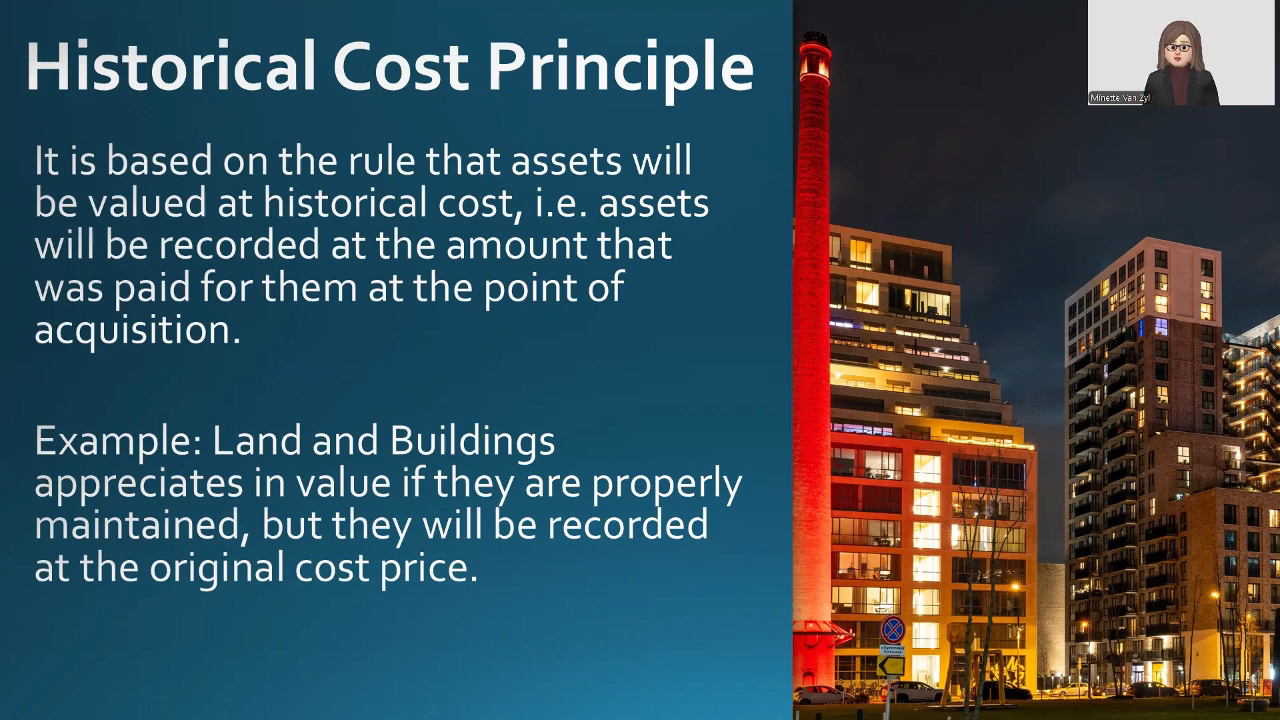 Historical Cost Principle
It is based on the rule that assets will
be valued at historical cost, i.e. assets
will be recorded at the amount that
was paid for them at the point of
acquisition.
Example: Land and Buildings
appreciates in value if they are properly
maintained, but they will be recorded
at the original cost price.
Minette Van Zyl